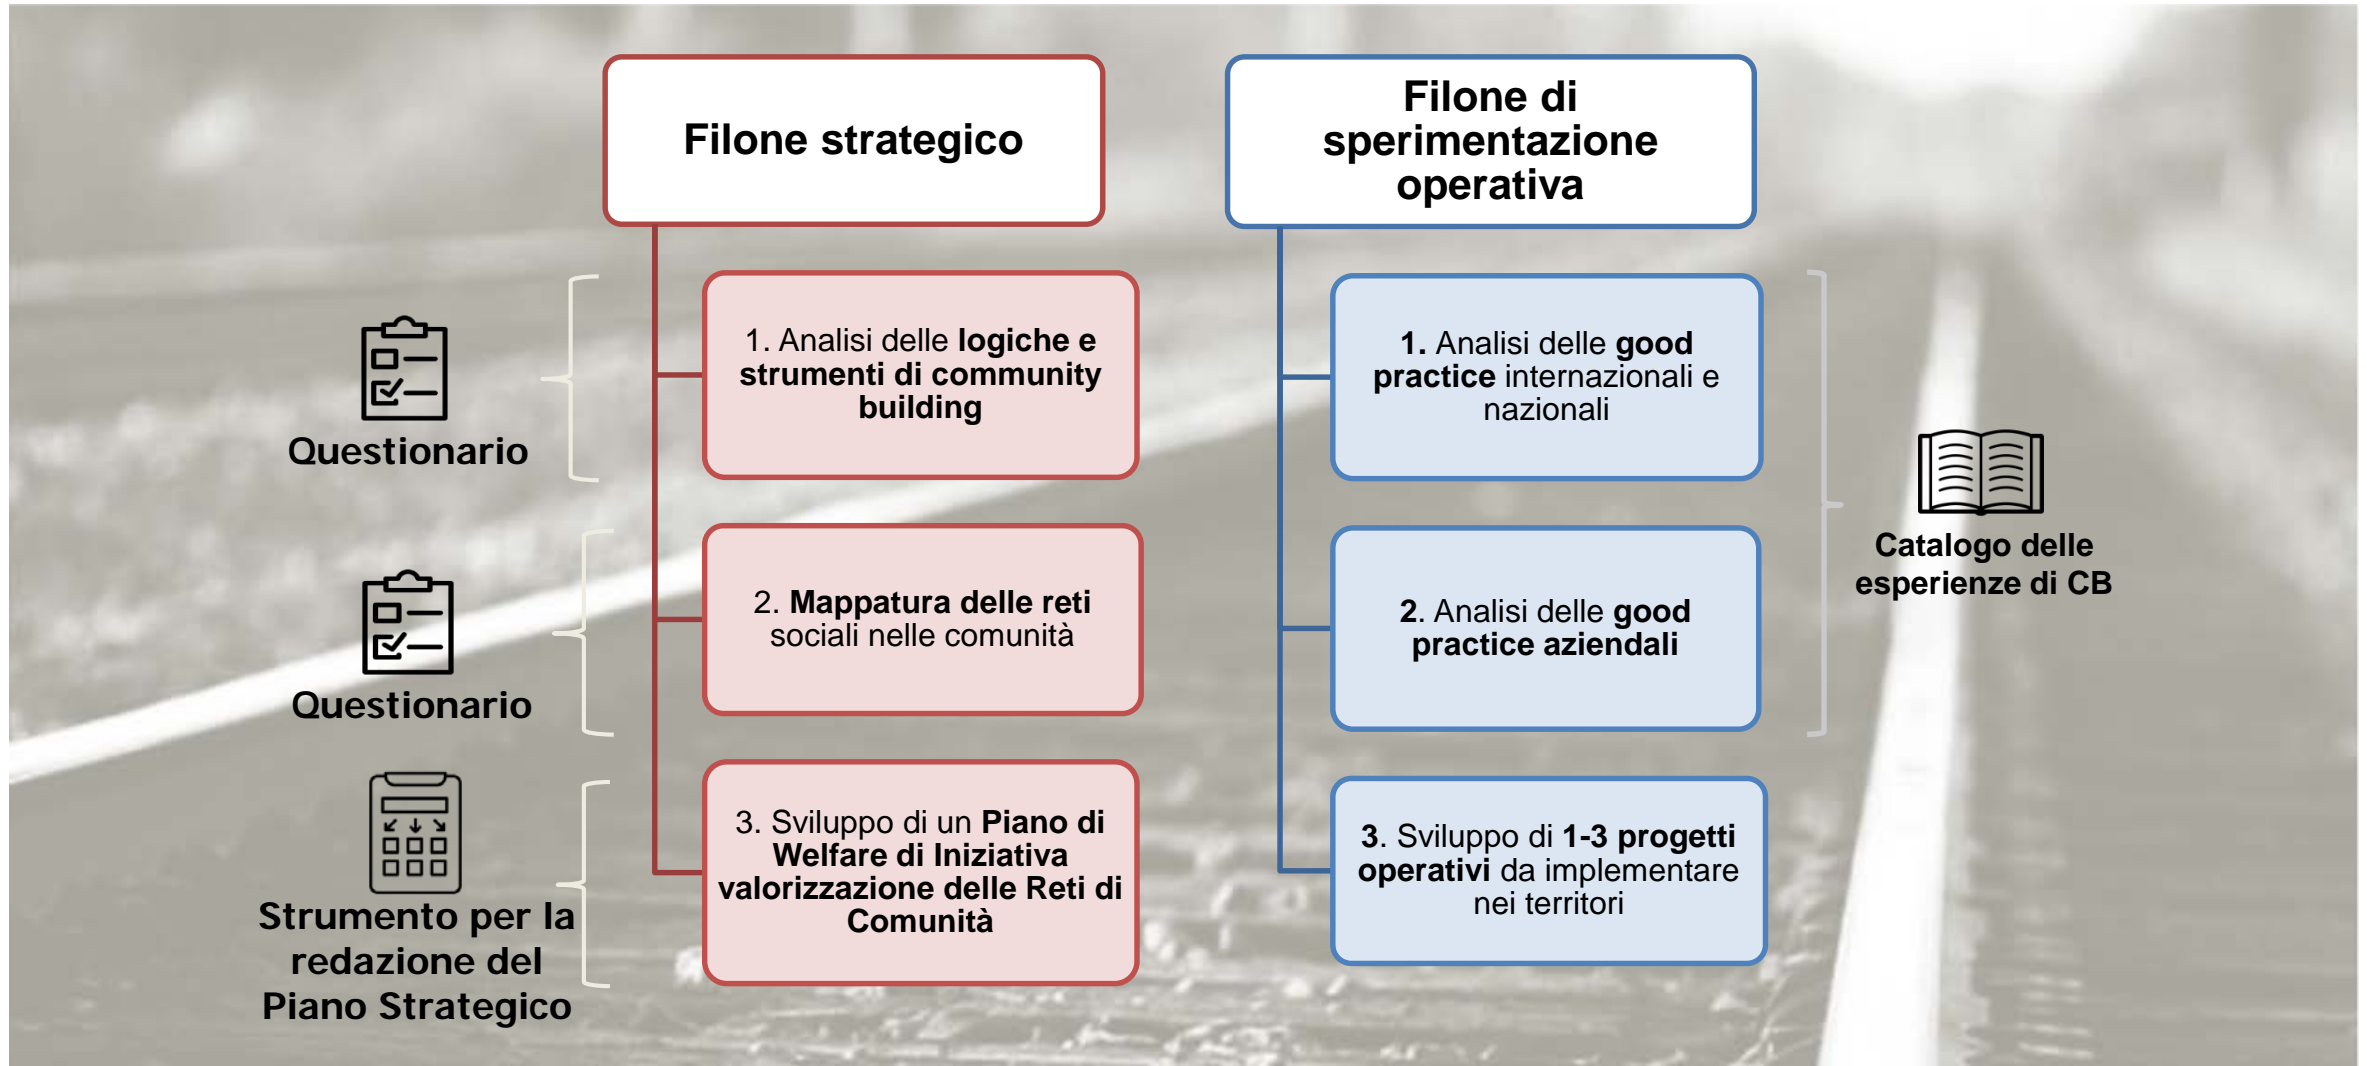 Filone strategico
Filone di
sperimentazione
operativa
Questionario
1. Analisi delle logiche e
strumenti di community
building
Questionario
2. Mappatura delle reti
sociali nelle comunità
Strumento per la
redazione del
Piano Strategico
3. Sviluppo di un Piano di
Welfare di Iniziativa
valorizzazione delle Reti di
Comunità
1. Analisi delle good
practice internazionali e
nazionali
2. Analisi delle good
practice aziendali
3. Sviluppo di 1-3 progetti
operativi da implementare
nei territori
Catalogo delle
esperienze di CB